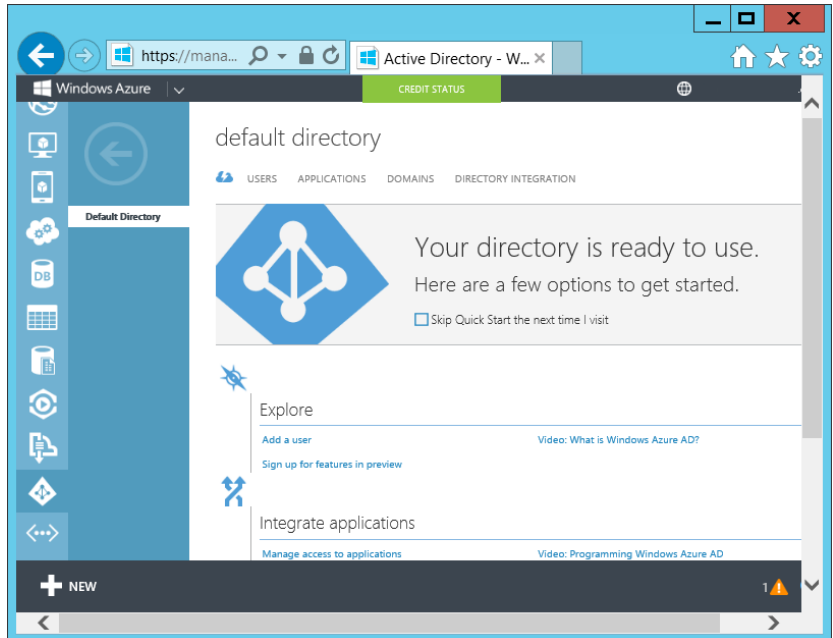 X
https://mana...
Active Directory - W... ×
Windows Azure
CREDIT STATUS
default directory
USERS APPLICATIONS DOMAINS DIRECTORY INTEGRATION
Default Directory
DB
Your directory is ready to use.
Here are a few options to get started.
Skip Quick Start the next time I visit
Explore
Add a user
Video: What is Windows Azure AD?
Sign up for features in preview
Integrate applications
Manage access to applications
Video: Programming Windows Azure AD
NEW
1